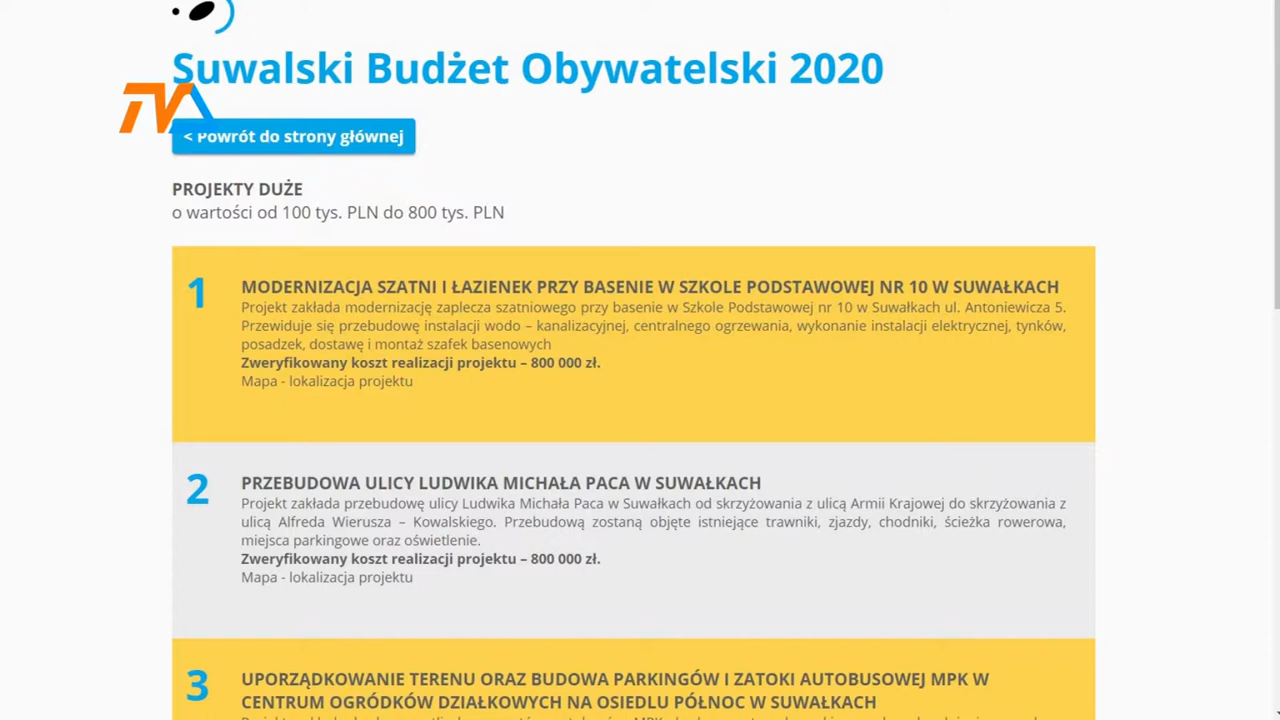 Suwalski Budżet Obywatelski 2020
TVA
< Powrót do strony głównej
PROJEKTY DUŻE
o wartości od 100 tys. PLN do 800 tys. PLN
1
MODERNIZACJA SZATNI I ŁAZIENEK PRZY BASENIE W SZKOLE PODSTAWOWEJ NR 10 W SUWAŁKACH
Projekt zakłada modernizację zaplecza szatniowego przy basenie w Szkole Podstawowej nr 10 w Suwałkach ul. Antoniewicza 5.
Przewiduje się przebudowę instalacji wodo – kanalizacyjnej, centralnego ogrzewania, wykonanie instalacji elektrycznej, tynków,
posadzek, dostawę i montaż szafek basenowych
Zweryfikowany koszt realizacji projektu – 800 000 zł.
Mapa - lokalizacja projektu
2
PRZEBUDOWA ULICY LUDWIKA MICHAŁA PACA W SUWAŁKACH
Projekt zakłada przebudowę ulicy Ludwika Michała Paca w Suwałkach od skrzyżowania z ulicą Armii Krajowej do skrzyżowania z
ulicą Alfreda Wierusza – Kowalskiego. Przebudową zostaną objęte istniejące trawniki, zjazdy, chodniki, ścieżka rowerowa,
miejsca parkingowe oraz oświetlenie.
Zweryfikowany koszt realizacji projektu – 800 000 zł.
Mapa - lokalizacja projektu
3
UPORZĄDKOWANIE TERENU ORAZ BUDOWA PARKINGÓW I ZATOKI AUTOBUSOWEJ MPK W
CENTRUM OGRÓDKÓW DZIAŁKOWYCH NA OSIEDLU PÓŁNOC W SUWAŁKACH